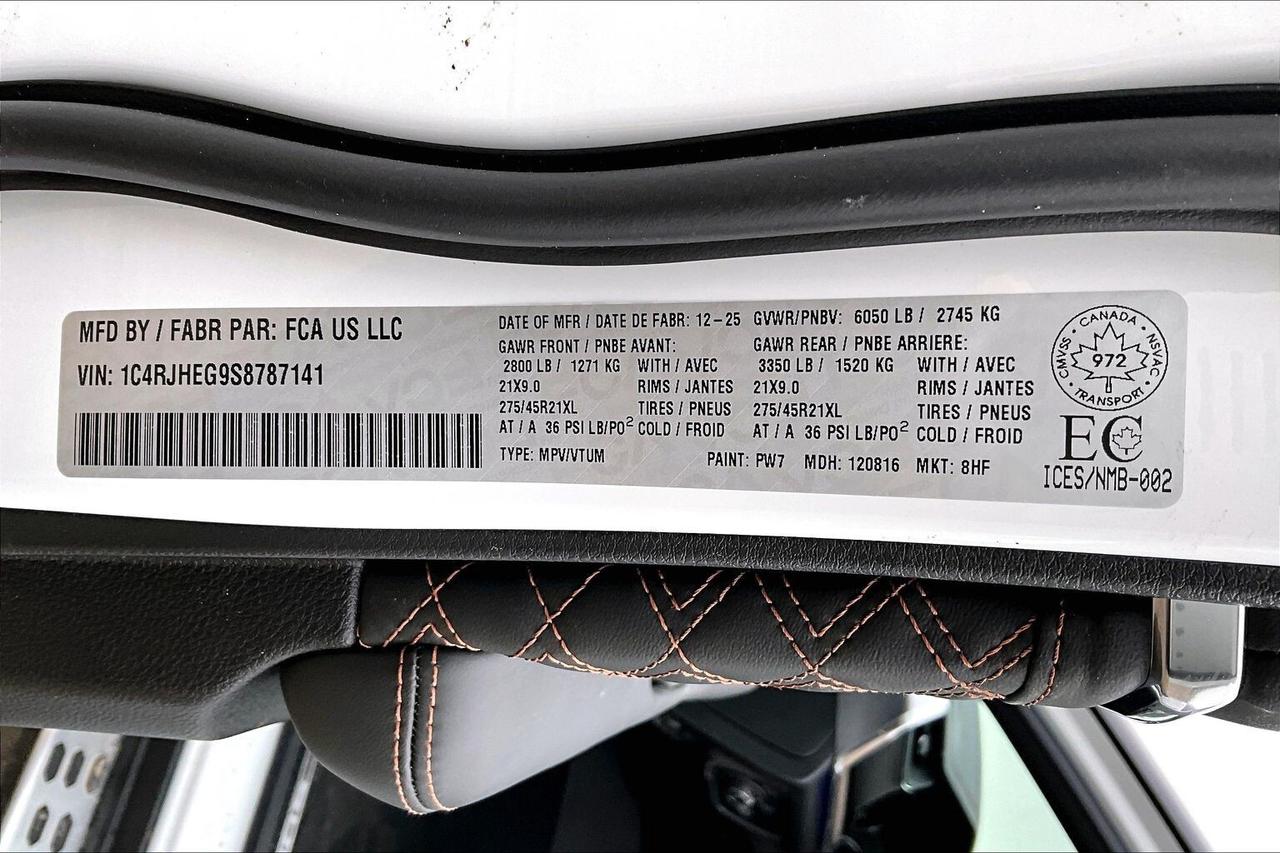 MFD BY / FABR PAR: FCA US LLC
VIN: 1C4RJHEG9S8787141
DATE OF MFR / DATE DE FABR: 12-25 GVWR/PNBV: 6050 LB / 2745 KG
GAWR FRONT / PNBE AVANT: GAWR REAR / PNBE ARRIERE:
2800 LB / 1271 KG WITH / AVEC 3350 LB / 1520 KG WITH / AVEC
21X9.0 RIMS / JANTES 21X9.0 RIMS / JANTES
275/45R21XL TIRES / PNEUS 275/45R21XL TIRES / PNEUS
AT / A 36 PSI LB/PO² COLD / FROID AT / A 36 PSI LB/PO² COLD / FROID
TYPE: MPV/VTUM PAINT: PW7 MDH: 120816 MKT: 8HF
CANADA
CMVSS · NSVAC
972
TRANSPORT
EC
ICES/NMB-002